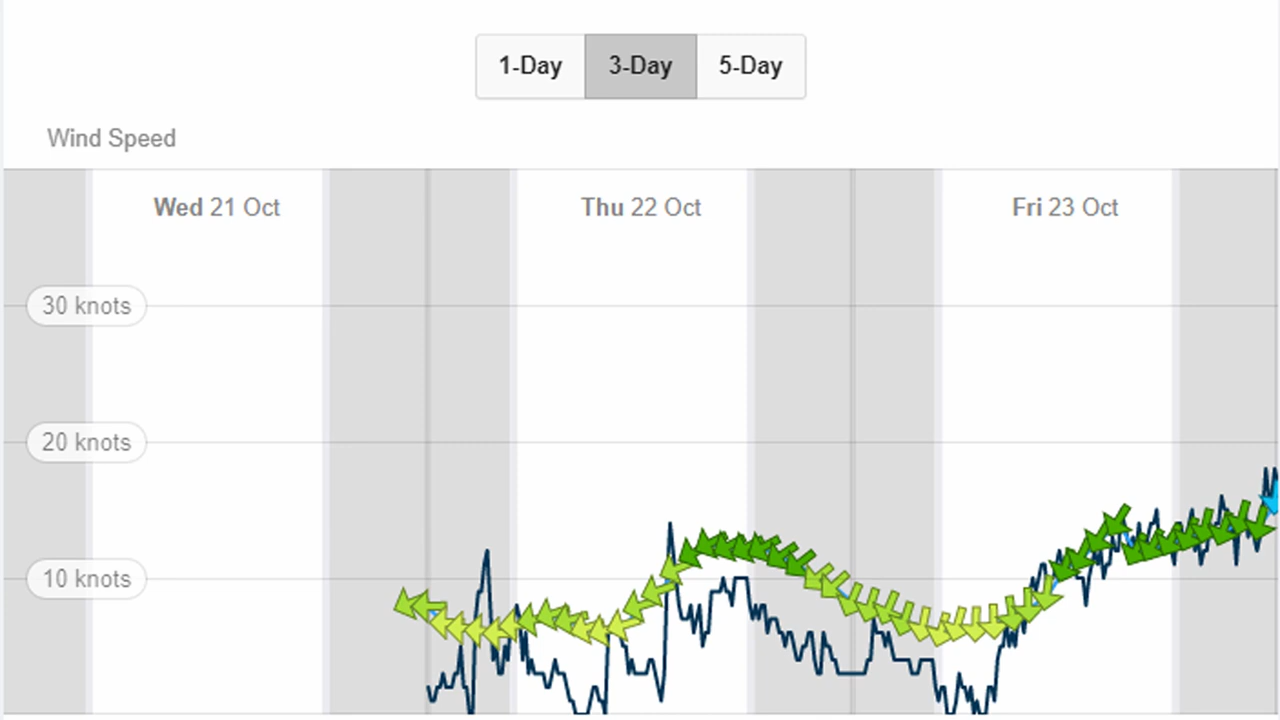 1-Day 3-Day 5-Day
Wind Speed
Wed 21 Oct Thu 22 Oct Fri 23 Oct
30 knots
20 knots
10 knots